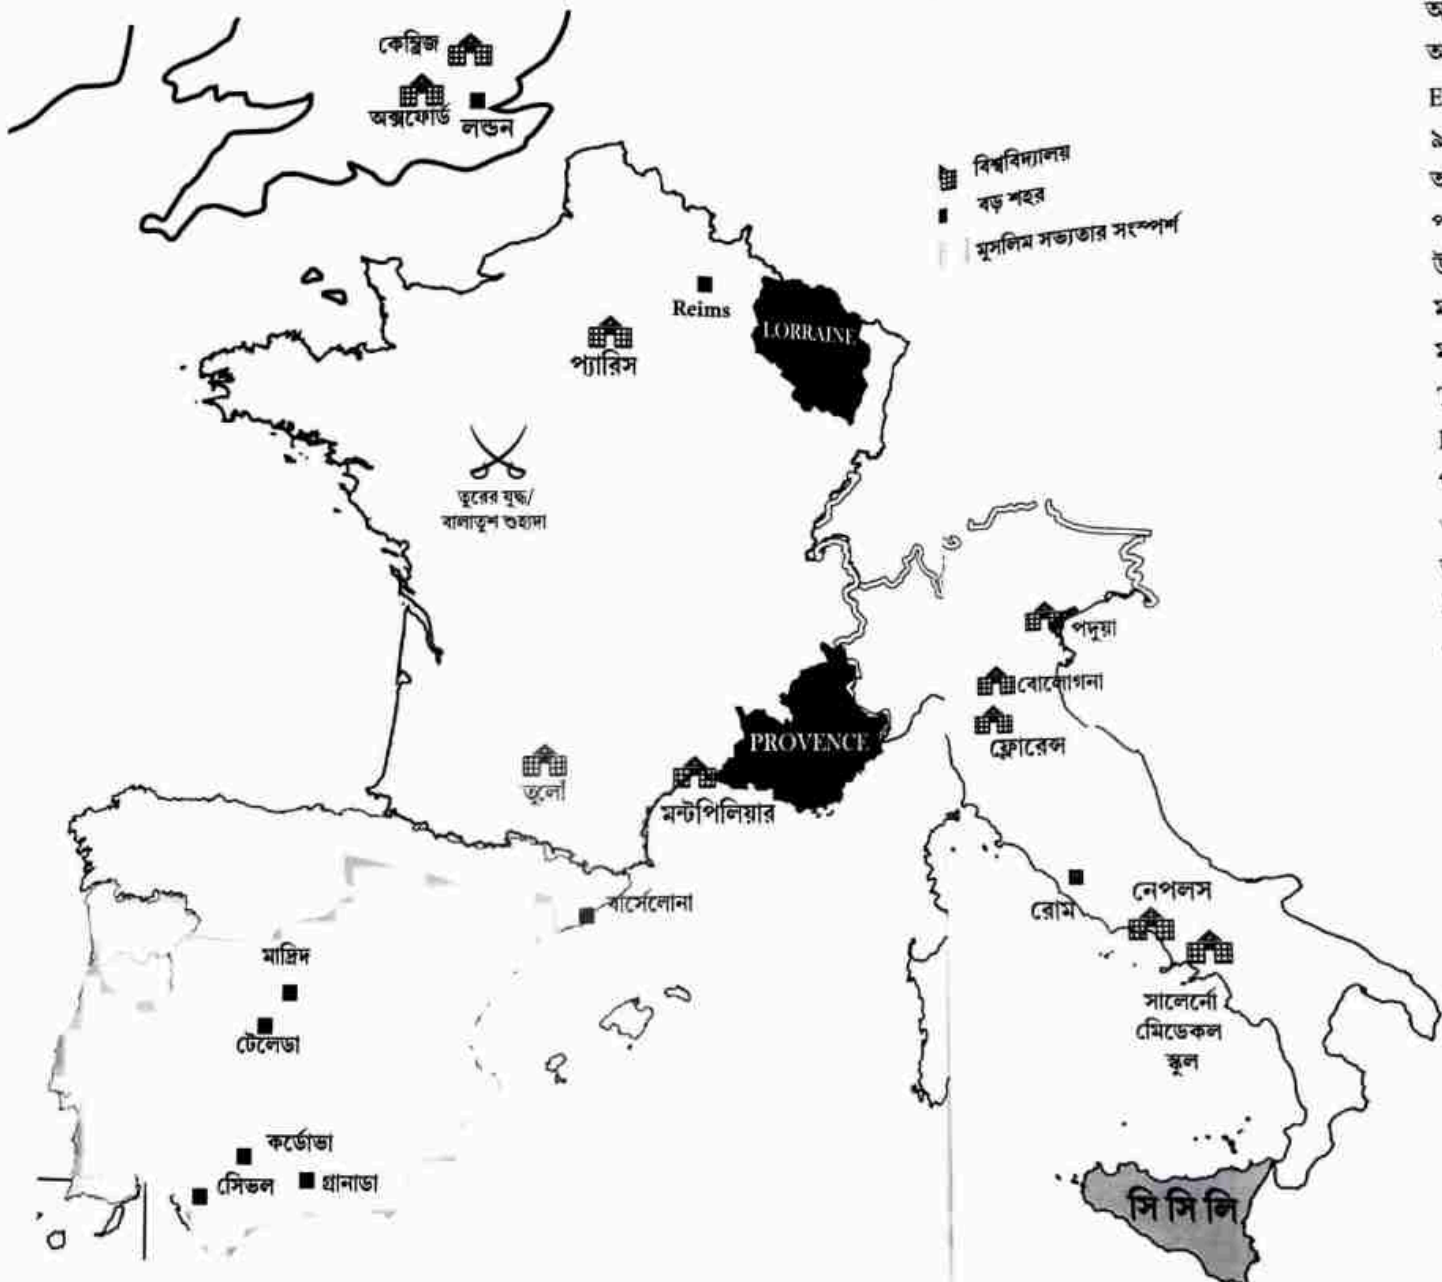 কেম্ব্রিজ
অক্সফোর্ড
লন্ডন
বিশ্ববিদ্যালয়
বড় শহর
মুসলিম সভ্যতার সংস্পর্শ
Reims
LORRAINE
প্যারিস
তুরের যুদ্ধ/
বালাতুশ শুহাদা
পদুয়া
বোলোগনা
ফ্লোরেন্স
PROVENCE
তুলোঁ
মন্টপিলিয়ার
বার্সেলোনা
রোম
নেপলস
মাদ্রিদ
টলেডো
সালের্নো
মেডিকেল
স্কুল
কর্ডোভা
সেভিল
গ্রানাডা
সিসিলি